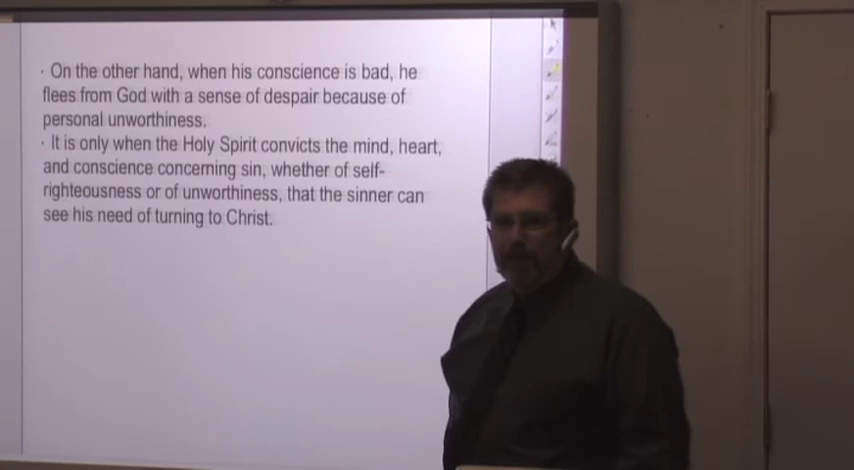 · On the other hand, when his conscience is bad, he
flees from God with a sense of despair because of
personal unworthiness.
· It is only when the Holy Spirit convicts the mind, heart,
and conscience concerning sin, whether of self-
righteousness or of unworthiness, that the sinner can
see his need of turning to Christ.